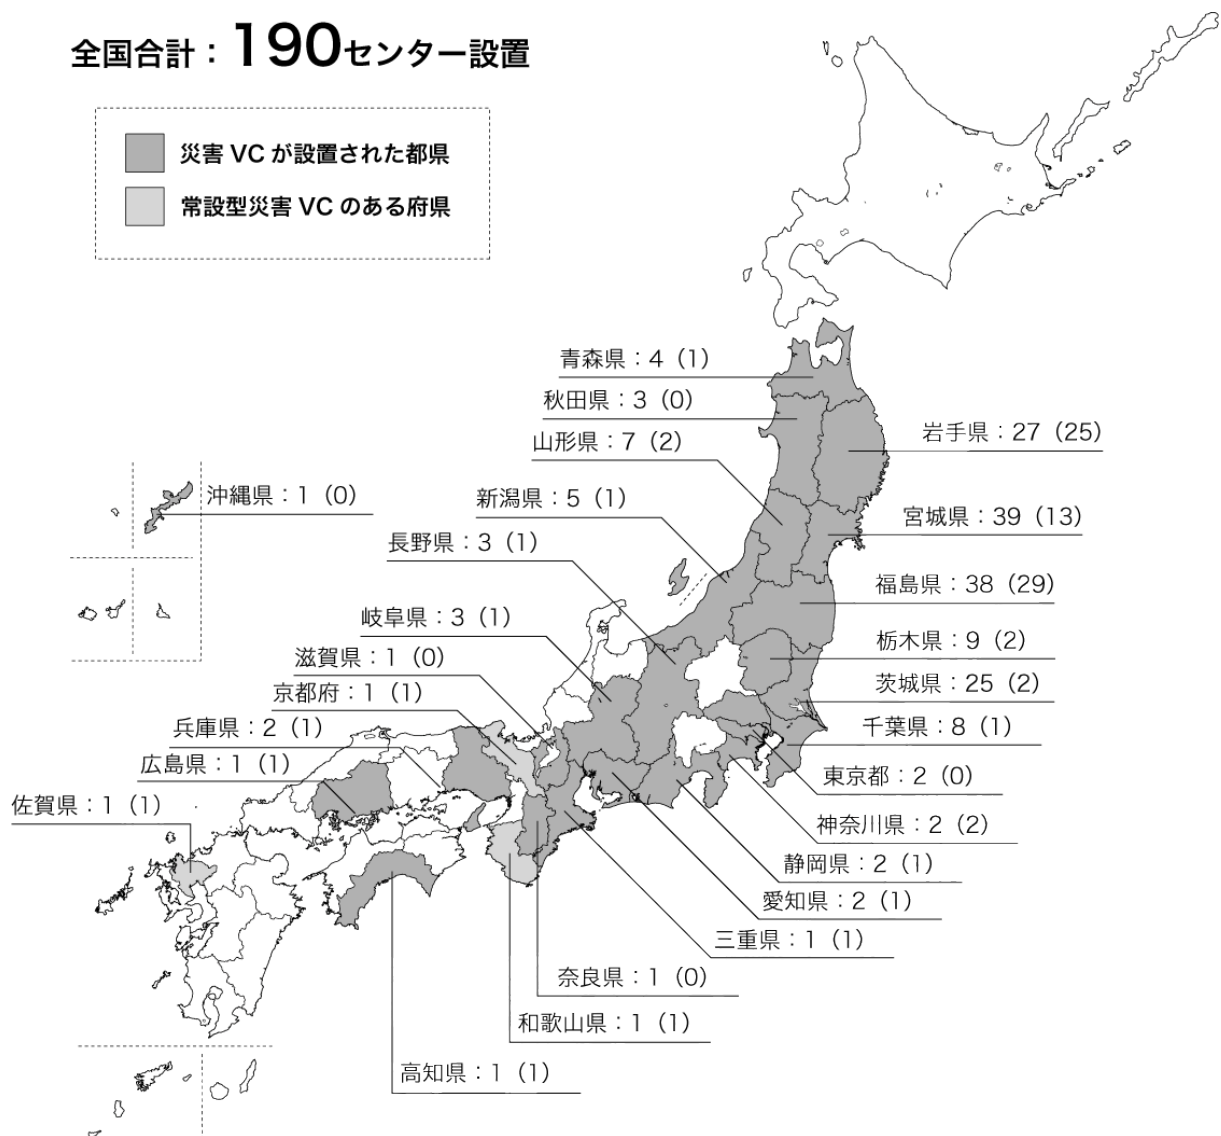 全国合計：190センター設置
災害 VC が設置された都県
常設型災害 VC のある府県
青森県：4（1）
秋田県：3（0）
岩手県：27（25）
山形県：7（2）
新潟県：5（1）
沖縄県：1（0）
宮城県：39（13）
長野県：3（1）
福島県：38（29）
岐阜県：3（1）
栃木県：9（2）
滋賀県：1（0）
茨城県：25（2）
京都府：1（1）
兵庫県：2（1）
千葉県：8（1）
広島県：1（1）
東京都：2（0）
佐賀県：1（1）
神奈川県：2（2）
静岡県：2（1）
愛知県：2（1）
三重県：1（1）
奈良県：1（0）
和歌山県：1（1）
高知県：1（1）